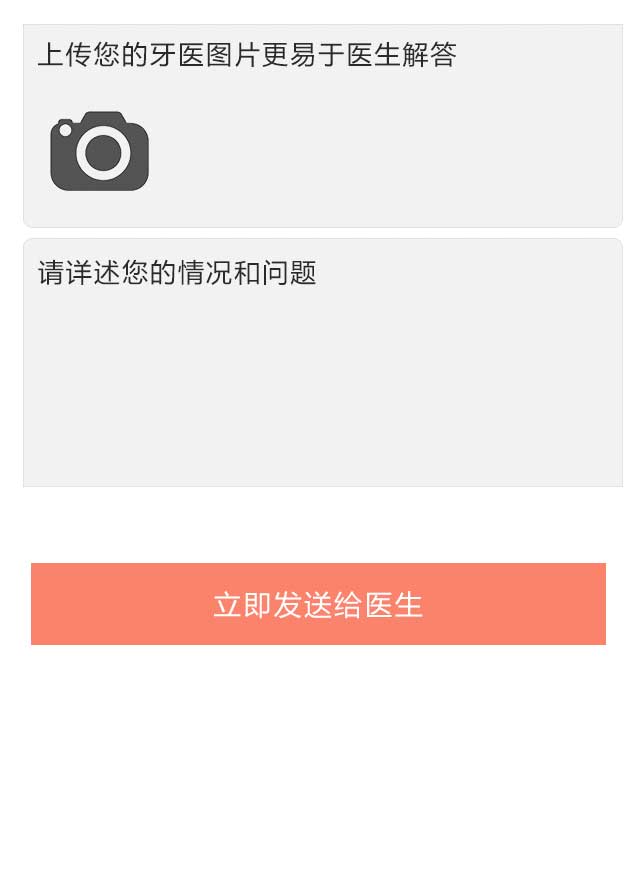 上传您的牙医图片更易于医生解答
请详述您的情况和问题
立即发送给医生